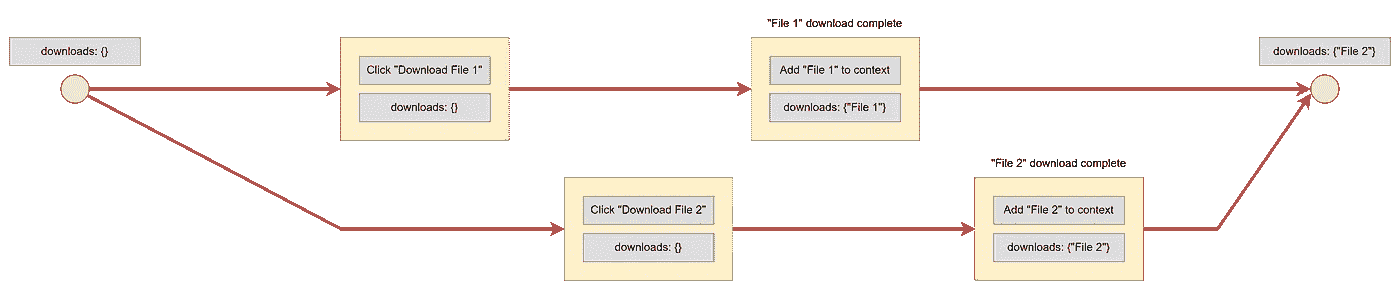 "File 1" download complete
downloads: {}
downloads: {"File 2"}
Click "Download File 1"
Add "File 1" to context
downloads: {}
downloads: {"File 1"}
"File 2" download complete
Click "Download File 2"
Add "File 2" to context
downloads: {}
downloads: {"File 2"}